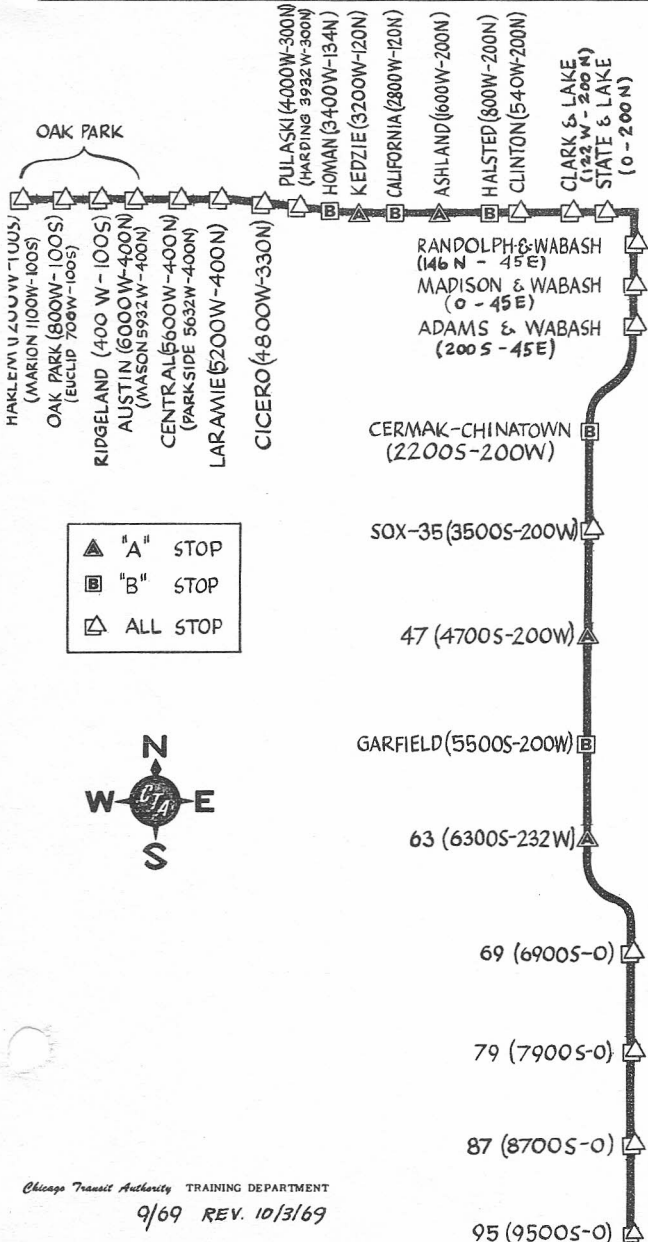 OAK PARK
HARLEM (7200W-100S)
(MARION 1100W-100S)
OAK PARK (800W-100S)
(EUCLID 700W-100S)
RIDGELAND (400 W-100S)
AUSTIN (6000W-400N)
(MASON 5932W-400N)
CENTRAL (5600W-400N)
(PARKSIDE 5632W-400N)
LARAMIE (5200W-400N)
CICERO (4800W-330N)
PULASKI (4000W-300N)
(HARDING 3932W-300N)
HOMAN (3400W-134N)
KEDZIE (3200W-120N)
CALIFORNIA (2800W-120N)
ASHLAND (1600W-200N)
HALSTED (800W-200N)
CLINTON (540W-200N)
CLARK & LAKE
(122 W-200 N)
STATE & LAKE
(0-200 N)
B A B A B
RANDOLPH & WABASH
(146 N - 45E)
MADISON & WABASH
(0 - 45E)
ADAMS & WABASH
(200 S - 45E)
CERMAK-CHINATOWN B
(2200S-200W)
SOX-35 (3500S-200W)
A "A" STOP
B "B" STOP
ALL STOP
47 (4700S-200W) A
GARFIELD (5500S-200W) B
N
W CTA E
S
63 (6300S-232W) A
69 (6900S-0)
79 (7900S-0)
87 (8700S-0)
Chicago Transit Authority TRAINING DEPARTMENT
9/69 REV. 10/3/69
95 (9500S-0)